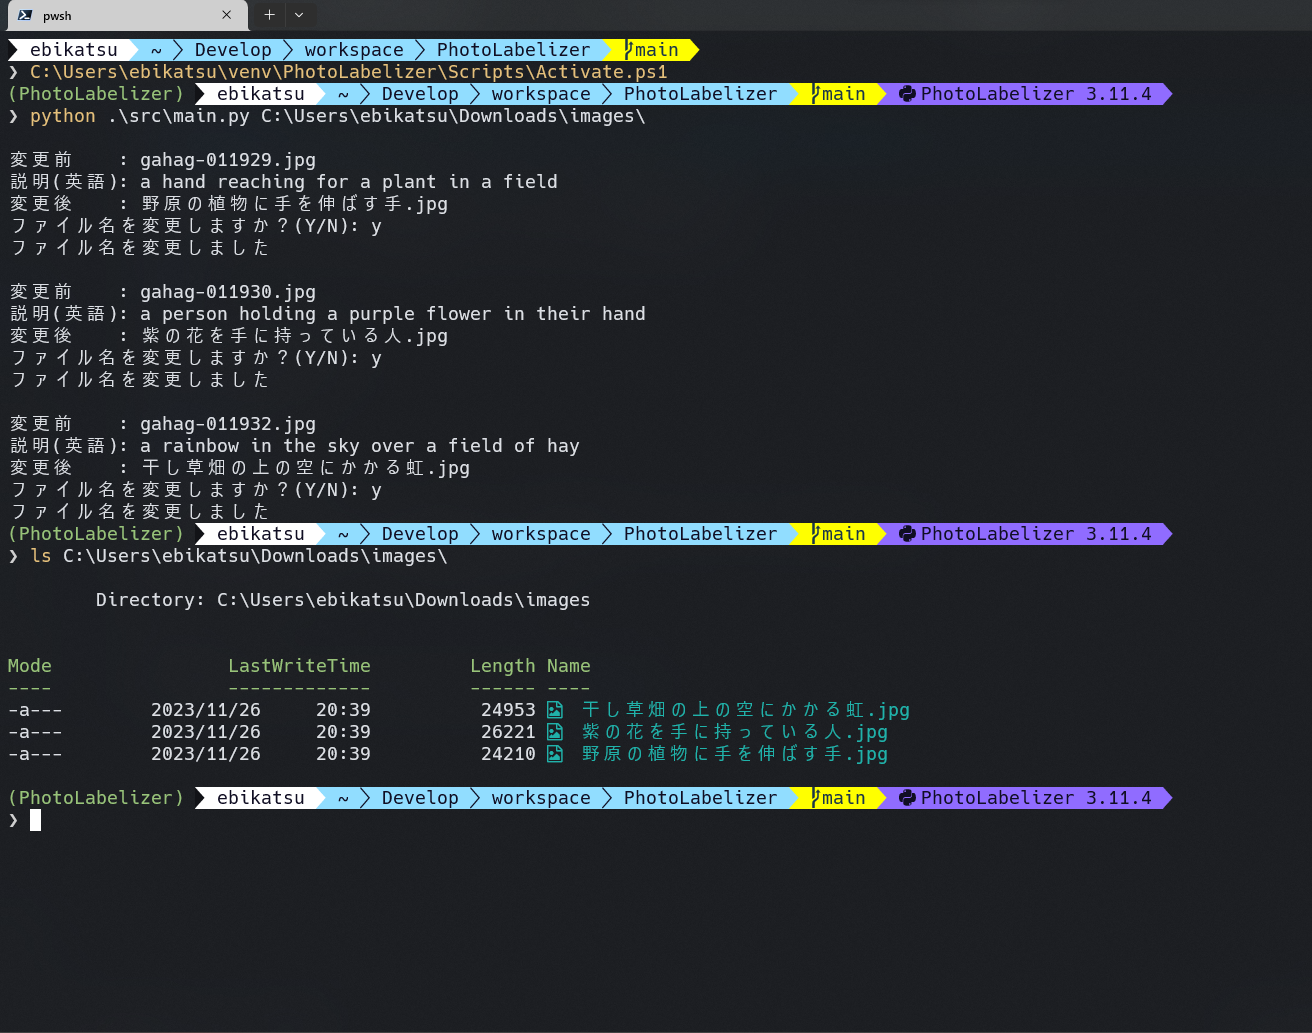 pwsh
ebikatsu ~ Develop workspace PhotoLabelizer main
❯ C:\Users\ebikatsu\venv\PhotoLabelizer\Scripts\Activate.ps1
(PhotoLabelizer) ebikatsu ~ Develop workspace PhotoLabelizer main PhotoLabelizer 3.11.4
❯ python .\src\main.py C:\Users\ebikatsu\Downloads\images\
変更前 : gahag-011929.jpg
説明(英語): a hand reaching for a plant in a field
変更後 : 野原の植物に手を伸ばす手.jpg
ファイル名を変更しますか?(Y/N): y
ファイル名を変更しました
変更前 : gahag-011930.jpg
説明(英語): a person holding a purple flower in their hand
変更後 : 紫の花を手に持っている人.jpg
ファイル名を変更しますか?(Y/N): y
ファイル名を変更しました
変更前 : gahag-011932.jpg
説明(英語): a rainbow in the sky over a field of hay
変更後 : 干し草畑の上の空にかかる虹.jpg
ファイル名を変更しますか?(Y/N): y
ファイル名を変更しました
(PhotoLabelizer) ebikatsu ~ Develop workspace PhotoLabelizer main PhotoLabelizer 3.11.4
❯ ls C:\Users\ebikatsu\Downloads\images\
Directory: C:\Users\ebikatsu\Downloads\images
Mode LastWriteTime Length Name
---- ------------- ------ ----
-a--- 2023/11/26 20:39 24953 干し草畑の上の空にかかる虹.jpg
-a--- 2023/11/26 20:39 26221 紫の花を手に持っている人.jpg
-a--- 2023/11/26 20:39 24210 野原の植物に手を伸ばす手.jpg
(PhotoLabelizer) ebikatsu ~ Develop workspace PhotoLabelizer main PhotoLabelizer 3.11.4
❯